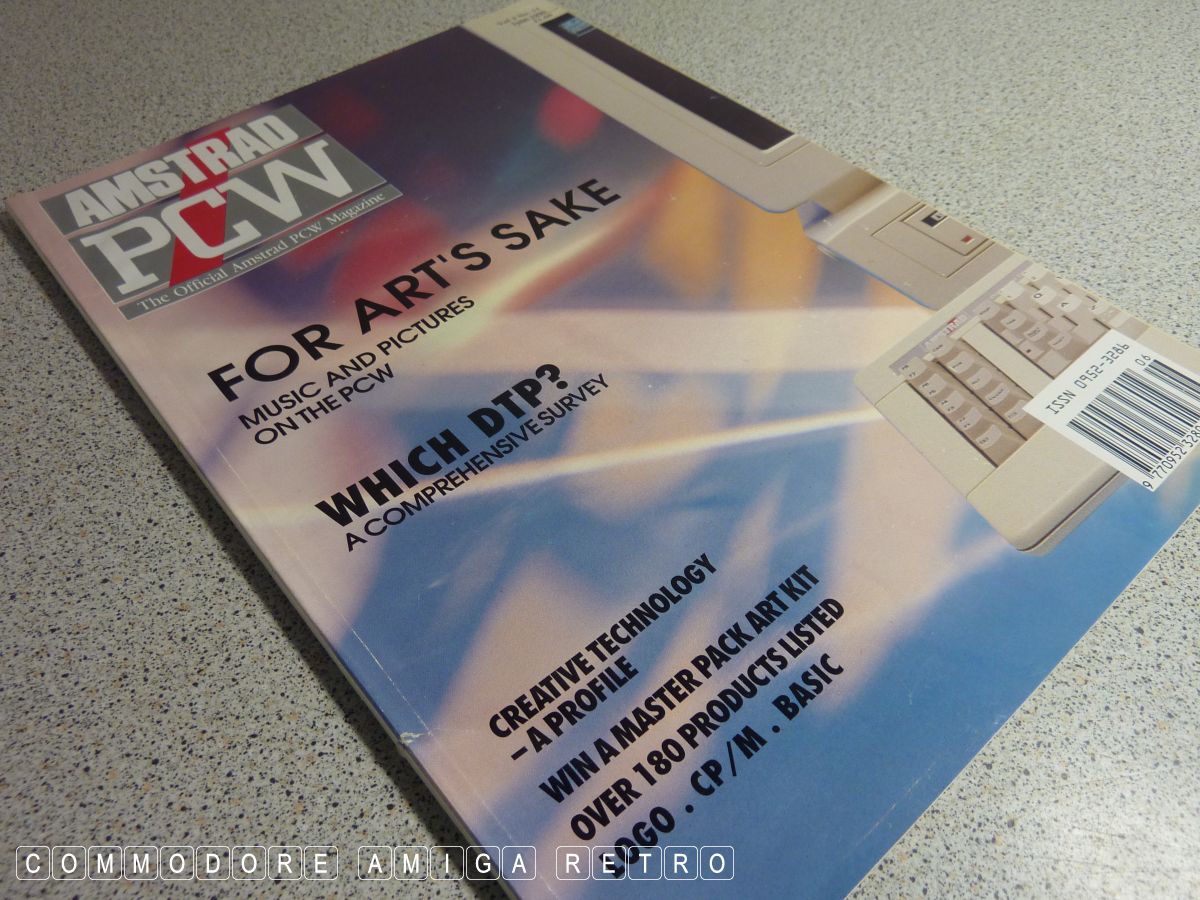 AMSTRAD
PCW
The Official Amstrad PCW Magazine
FOR ART'S SAKE
MUSIC AND PICTURES
ON THE PCW
WHICH DTP?
A COMPREHENSIVE SURVEY
CREATIVE TECHNOLOGY
– A PROFILE
WIN A MASTER PACK ART KIT
OVER 180 PRODUCTS LISTED
LOGO . CP/M . BASIC
ISSN 0952-3286
06
COMMODORE AMIGA RETRO